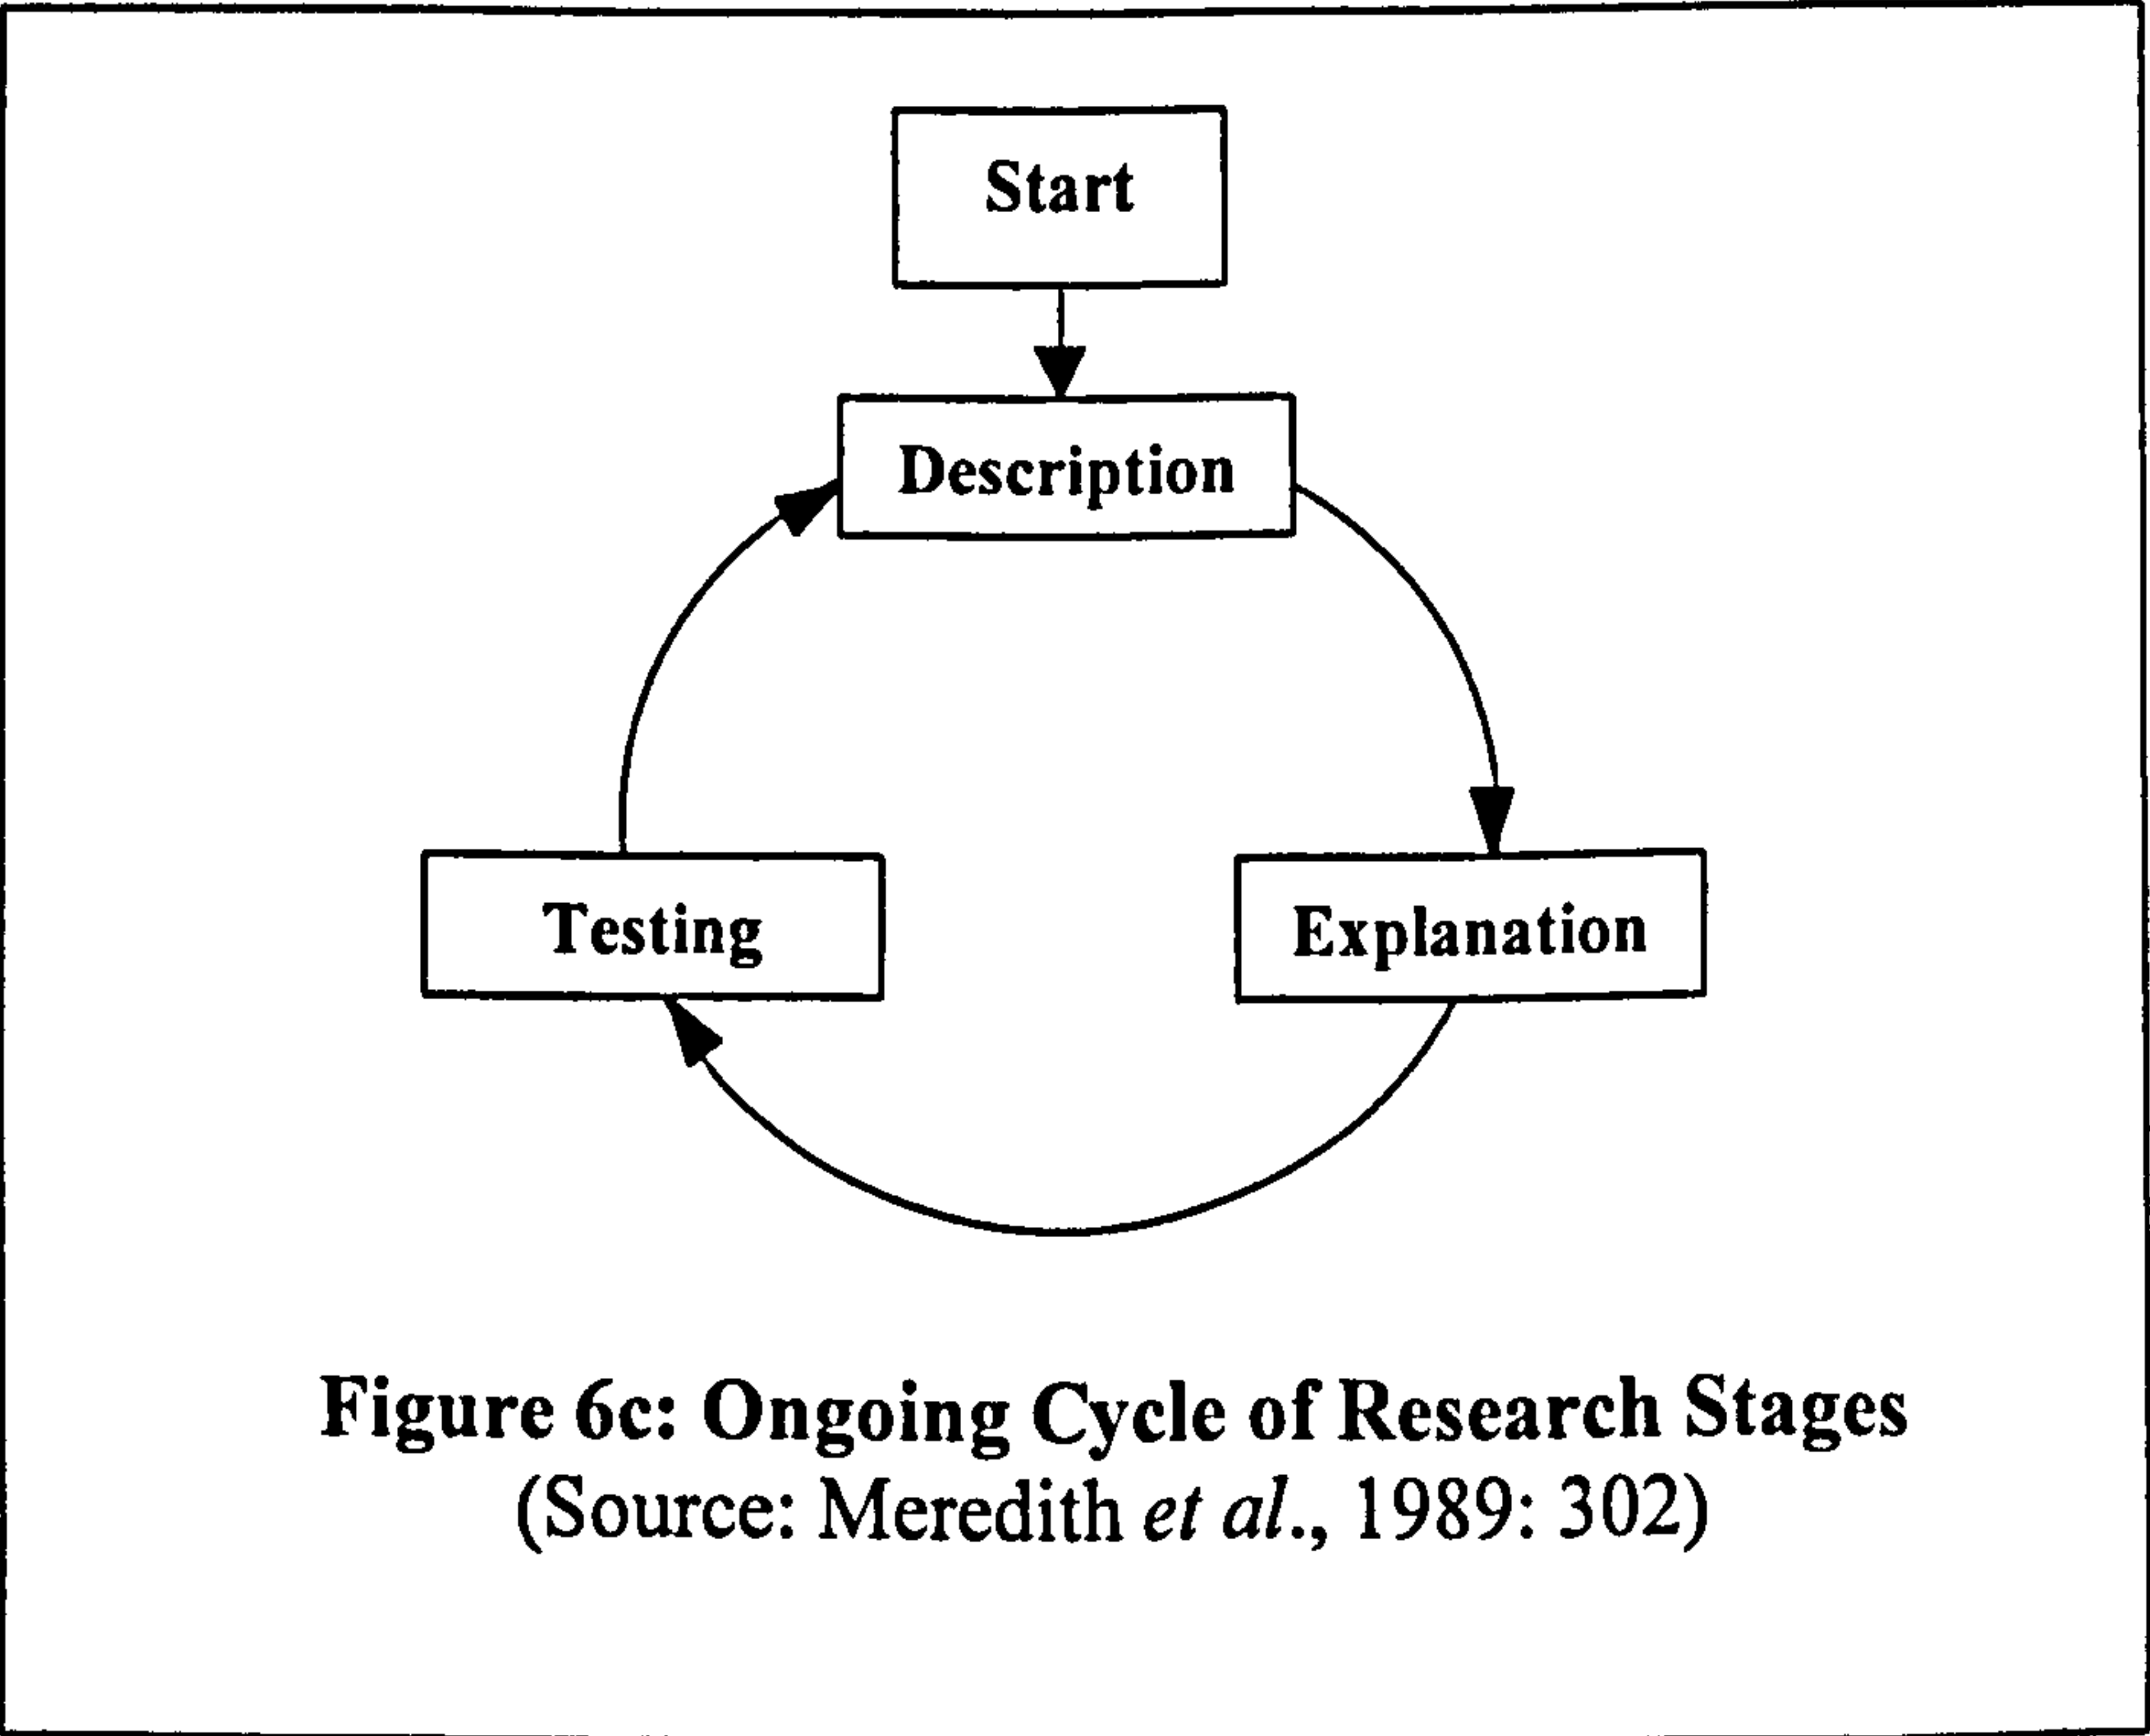 Start
Description
Testing
Explanation
Figure 6c: Ongoing Cycle of Research Stages
(Source: Meredith et al., 1989: 302)